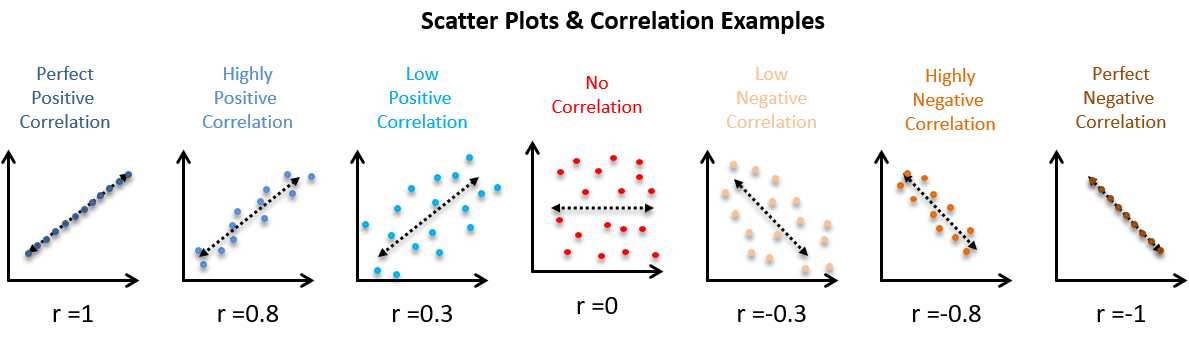 Scatter Plots & Correlation Examples
Perfect
Positive
Correlation
Highly
Positive
Correlation
Low
Positive
Correlation
No
Correlation
Low
Negative
Correlation
Highly
Negative
Correlation
Perfect
Negative
Correlation
r =1
r =0.8
r =0.3
r =0
r =-0.3
r =-0.8
r =-1